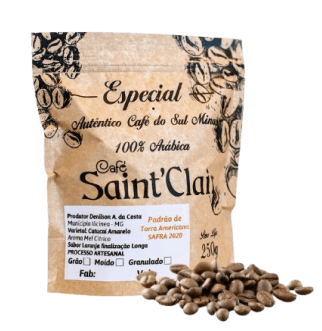 Especial
Autêntico Café do Sul Minas
100% Arábica
Café
Saint'Clair
Produtor Denilson A. da Costa
Município Ilicínea - MG
Varietal: Catucaí Amarelo
Aroma Mel Cítrico
Sabor Laranja finalização Longa
PROCESSO ARTESANAL
Padrão de
Torra Americano
SAFRA 2020
250g
Grão Moído Granulado
Fab: